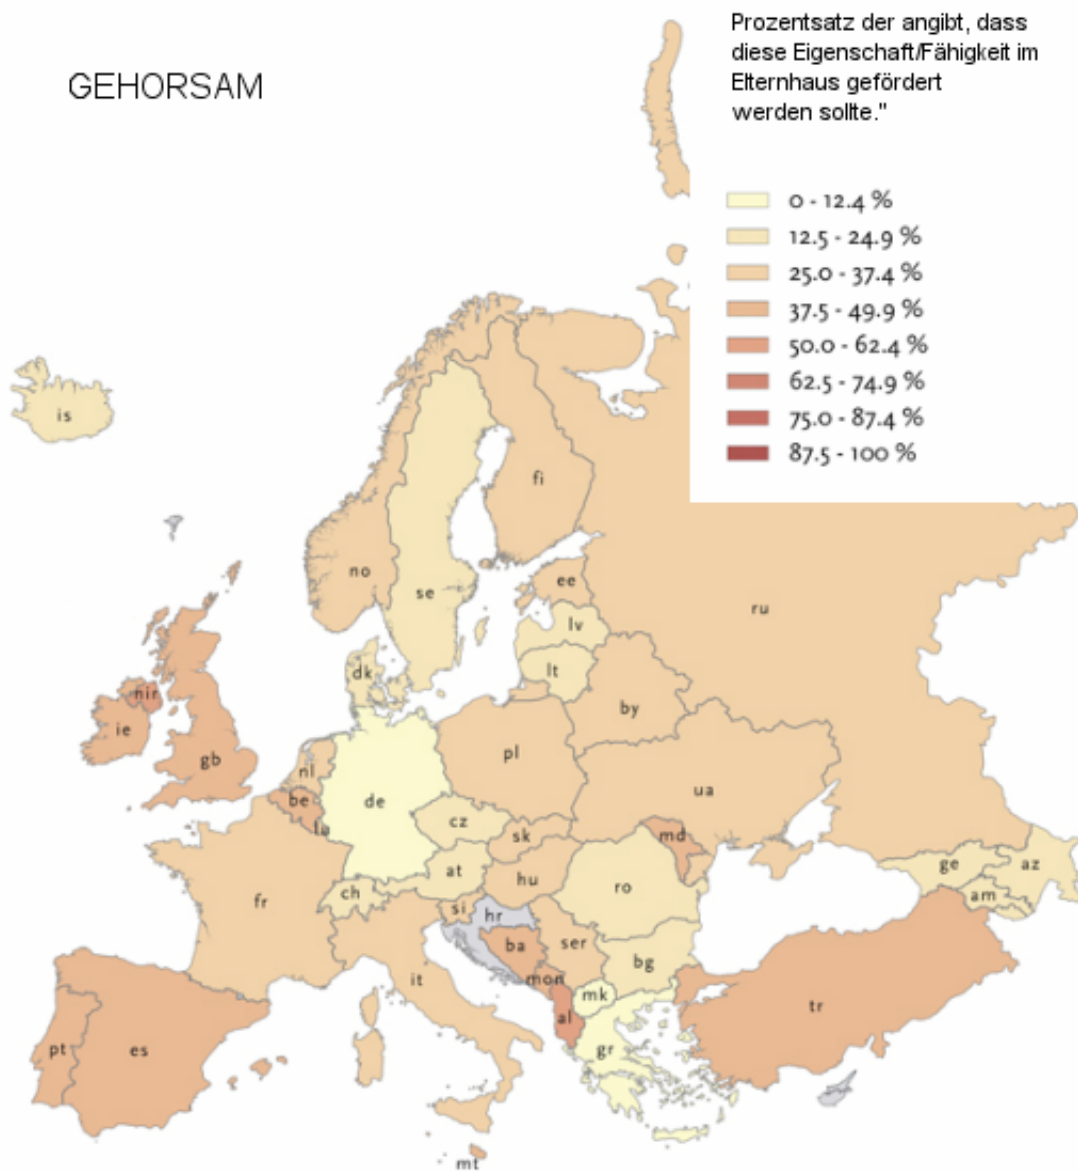 Prozentsatz der angibt, dass
diese Eigenschaft/Fähigkeit im
Elternhaus gefördert
werden sollte."
GEHORSAM
0 - 12.4 %
12.5 - 24.9 %
25.0 - 37.4 %
37.5 - 49.9 %
50.0 - 62.4 %
62.5 - 74.9 %
75.0 - 87.4 %
87.5 - 100 %
is
fi
no
ee
se
ru
lv
lt
dk
nir
by
ie
gb
pl
nl
ua
be
de
cz
lu
sk
md
ge
az
at
hu
ro
ch
am
fr
si
hr
ba
ser
bg
it
mon
mk
tr
al
pt
es
gr
mt